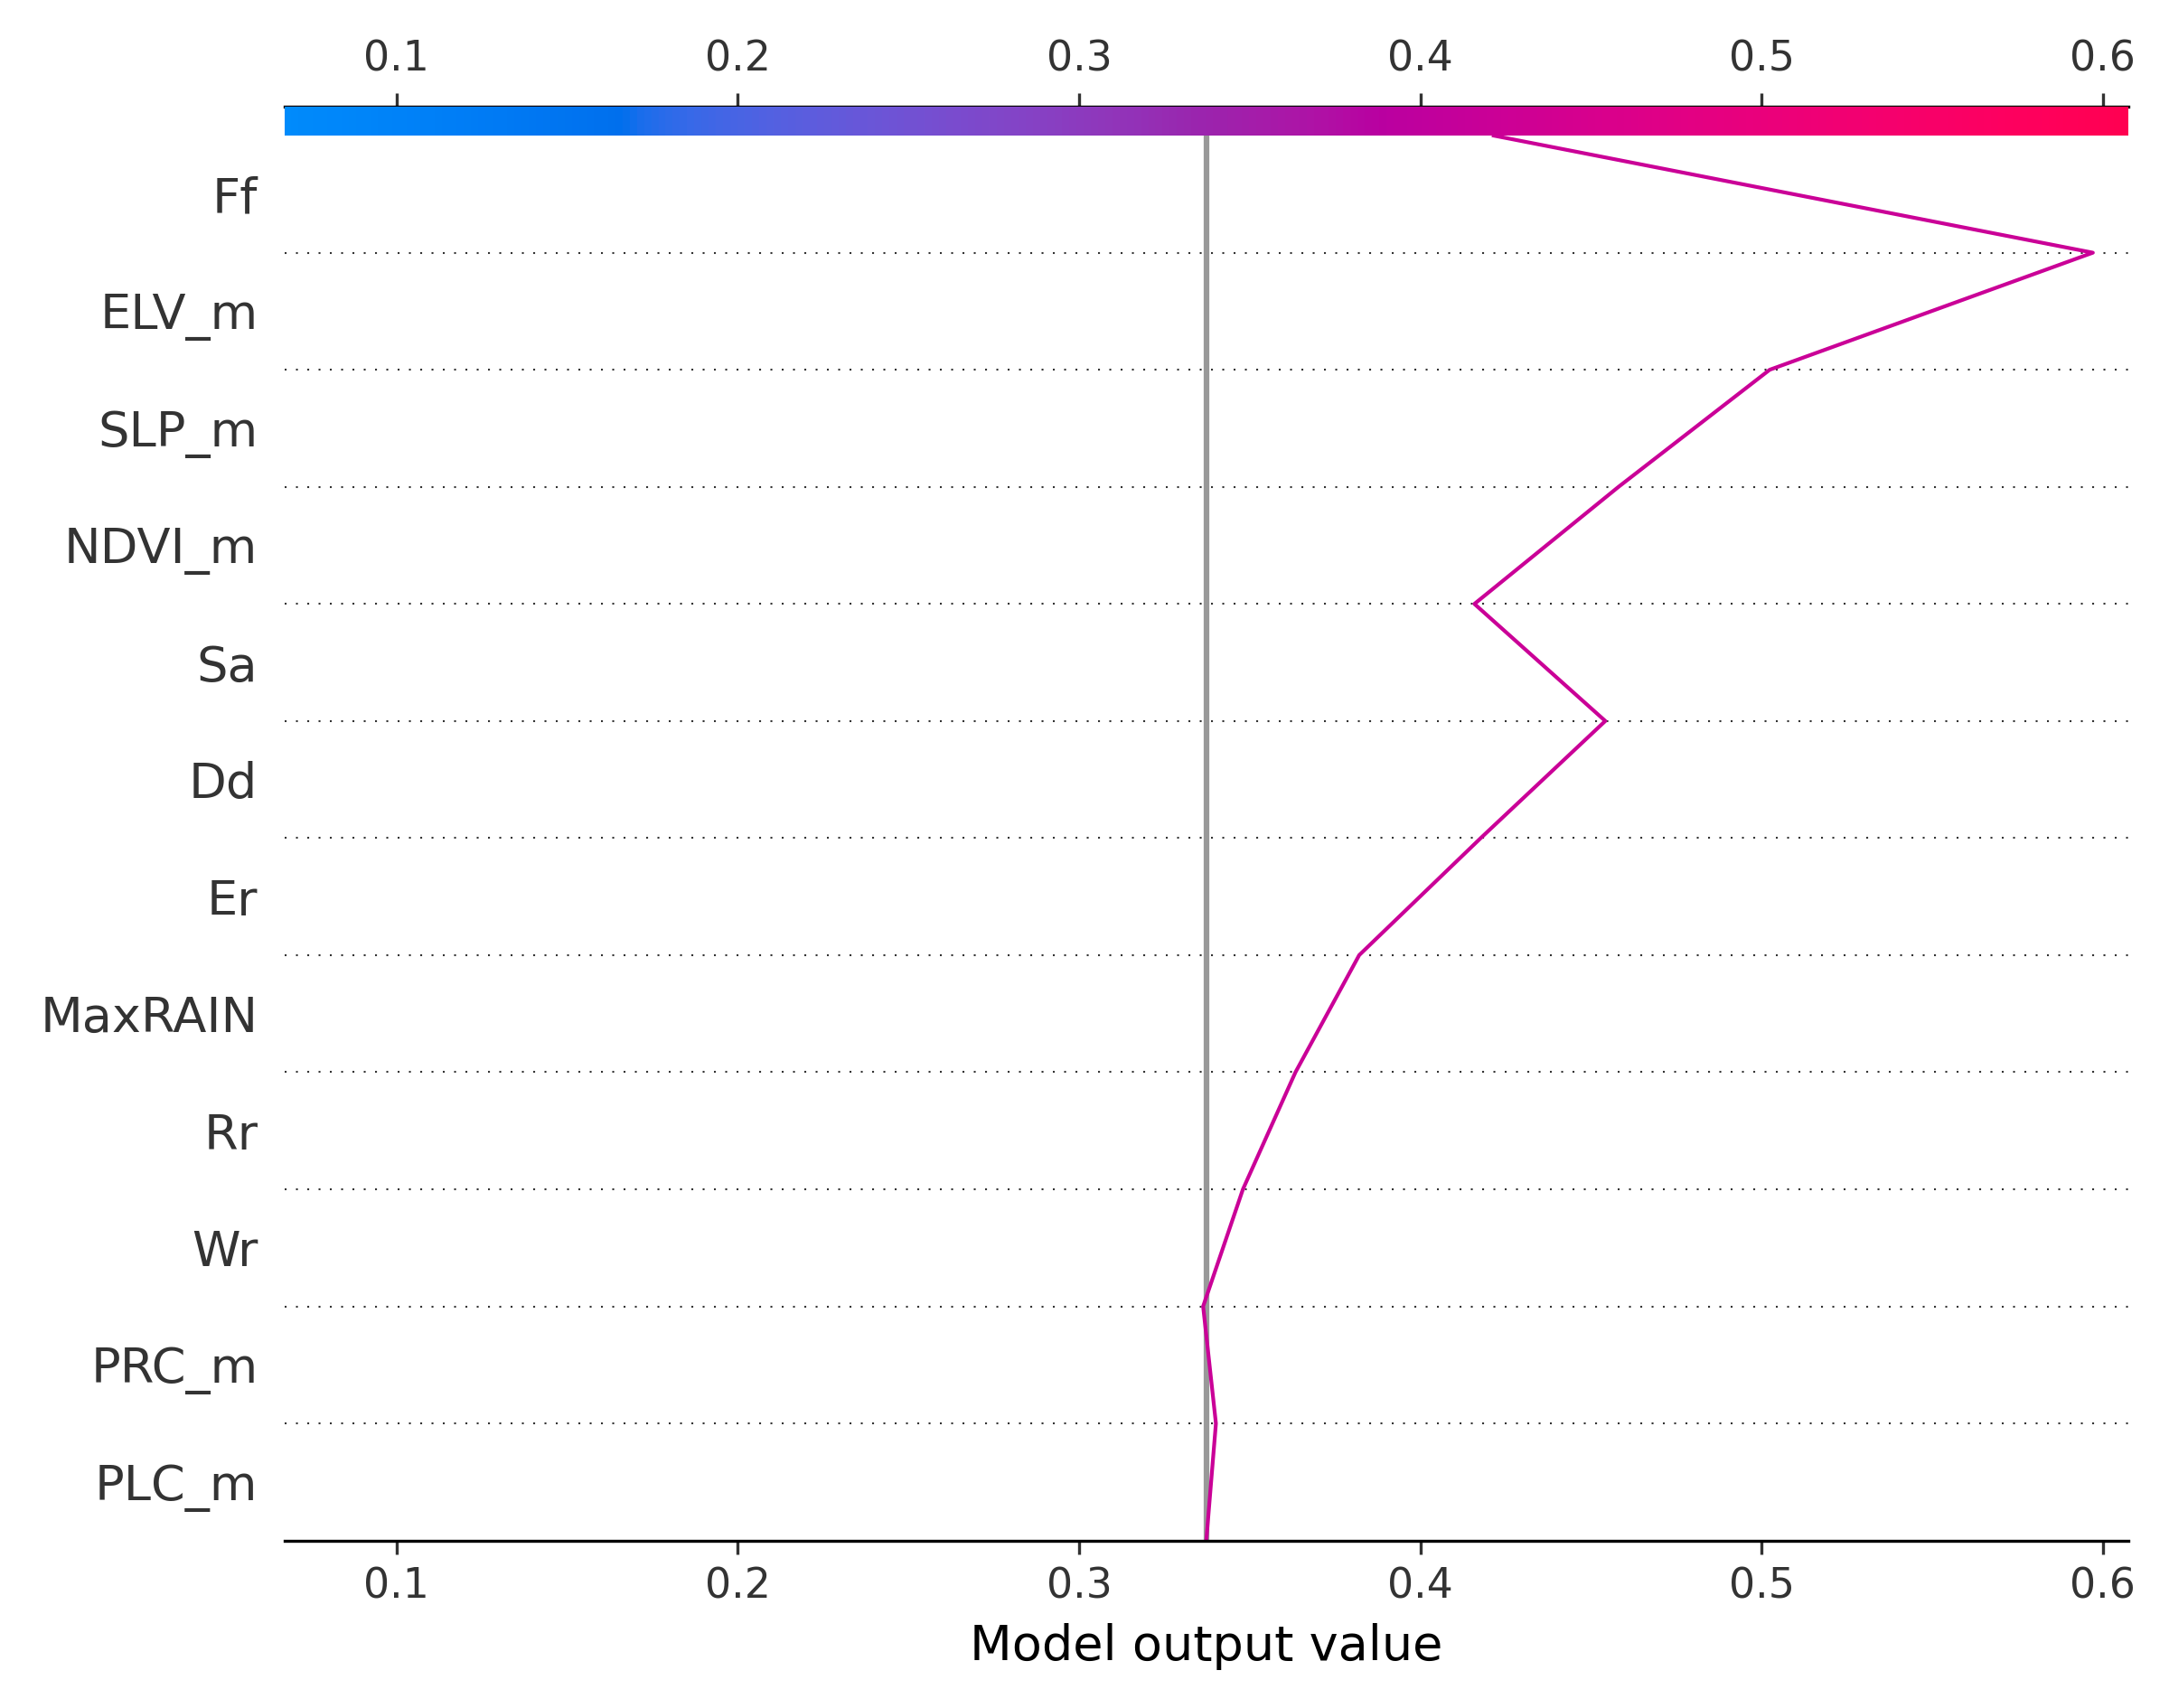 0.1 0.2 0.3 0.4 0.5 0.6
Ff
ELV_m
SLP_m
NDVI_m
Sa
Dd
Er
MaxRAIN
Rr
Wr
PRC_m
PLC_m
0.1 0.2 0.3 0.4 0.5 0.6
Model output value